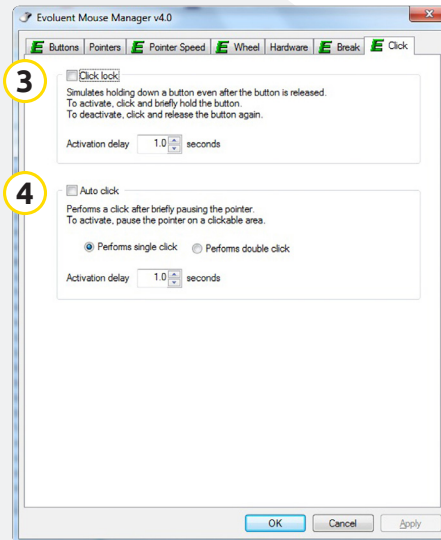 Evoluent Mouse Manager v4.0
Buttons Pointers Pointer Speed Wheel Hardware Break Click
3
Click lock
Simulates holding down a button even after the button is released.
To activate, click and briefly hold the button.
To deactivate, click and release the button again.
Activation delay 1.0 seconds
4
Auto click
Performs a click after briefly pausing the pointer.
To activate, pause the pointer on a clickable area.
Performs single click Performs double click
Activation delay 1.0 seconds
OK Cancel Apply